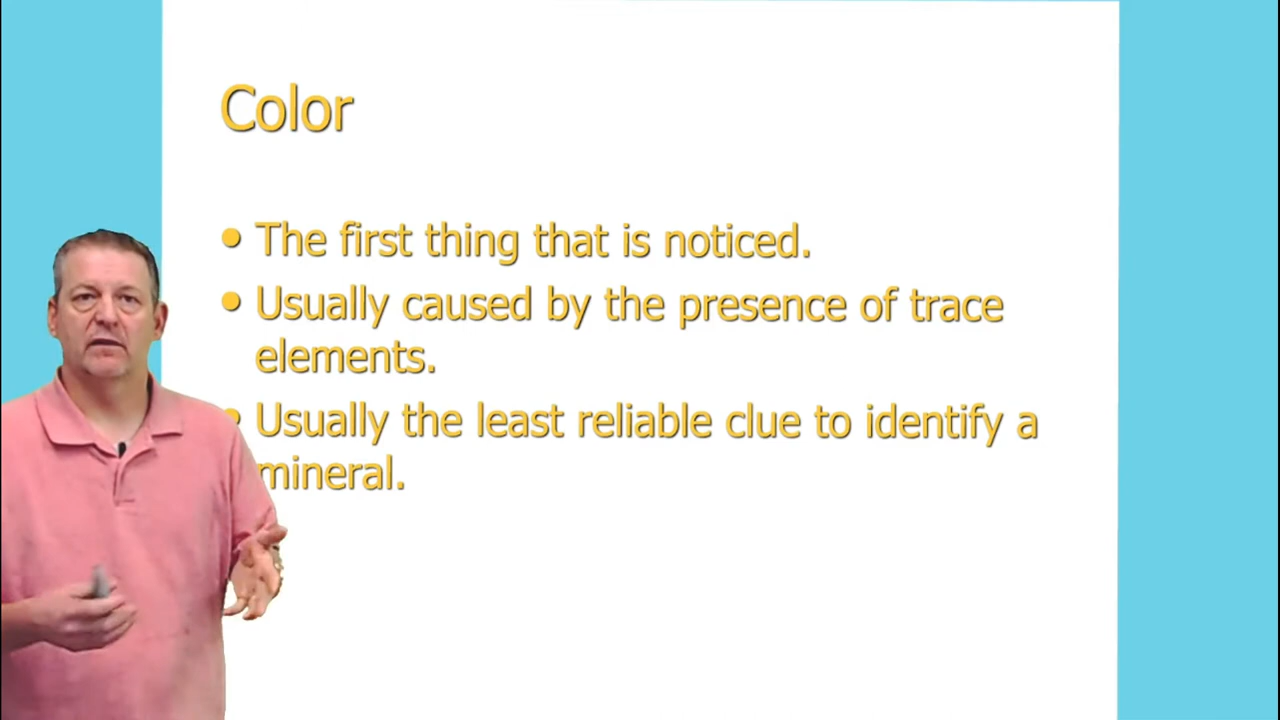 Color
• The first thing that is noticed.
• Usually caused by the presence of trace
elements.
• Usually the least reliable clue to identify a
mineral.